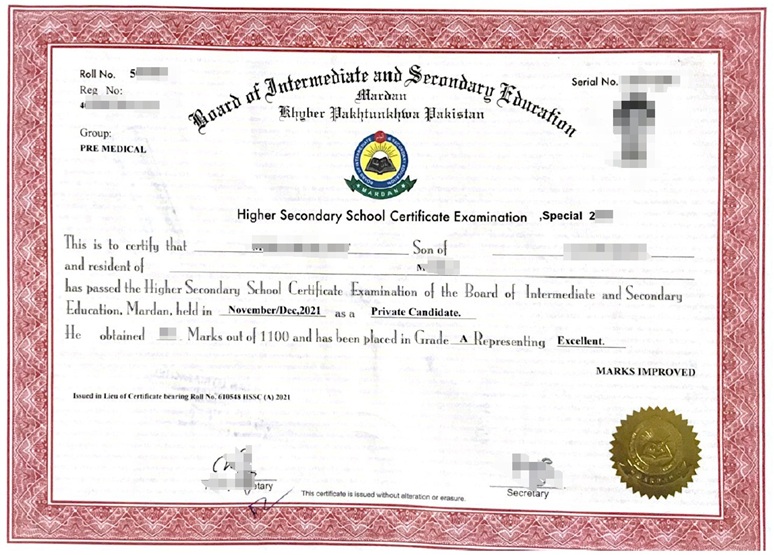 Roll No. 5
Reg No:
4
Group:
PRE MEDICAL
Serial No.
Board of Intermediate and Secondary Education
Mardan
Khyber Pakhtunkhwa Pakistan
MARDAN
Higher Secondary School Certificate Examination ,Special 2
This is to certify that Son of
and resident of M
has passed the Higher Secondary School Certificate Examination of the Board of Intermediate and Secondary
Education, Mardan, held in November/Dec,2021 as a Private Candidate.
He obtained Marks out of 1100 and has been placed in Grade A Representing Excellent.
MARKS IMPROVED
Issued in Lieu of Certificate bearing Roll No. 610548 HSSC (A) 2021
etary
Secretary
This certificate is issued without alteration or erasure.